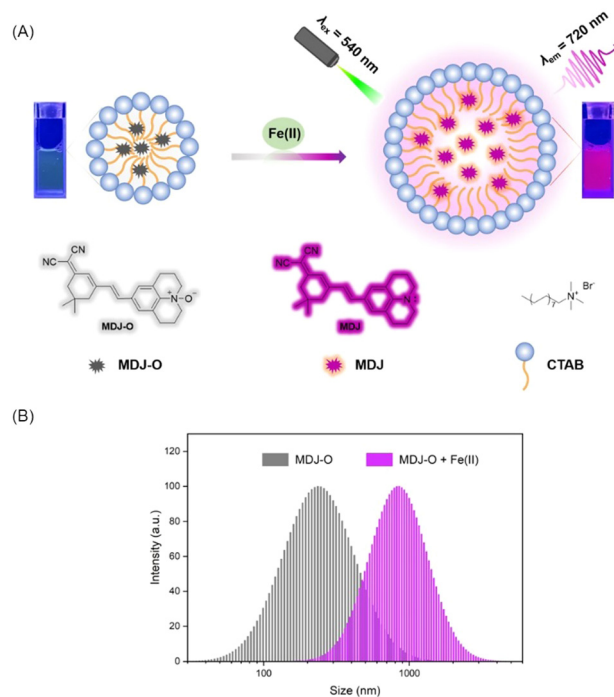 (A)
λex = 540 nm
λem = 720 nm
Fe(II)
CN
NC
N+
O-
MDJ-O
CN
NC
N
MDJ
N+
Br-
7
MDJ-O
MDJ
CTAB
(B)
120
100
80
60
40
20
0
Intensity (a.u.)
MDJ-O
MDJ-O + Fe(II)
100
1000
Size (nm)